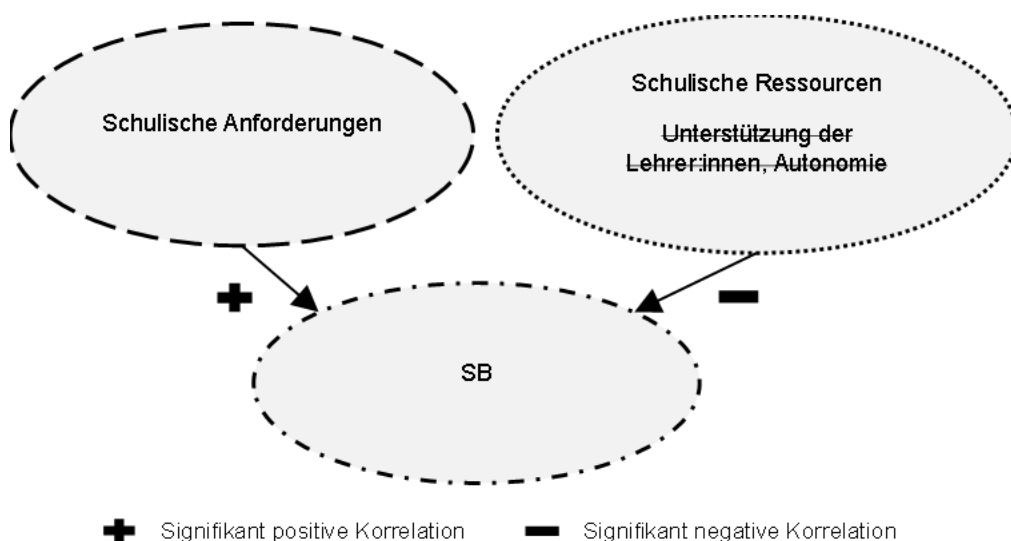 Schulische Anforderungen
Schulische Ressourcen
Unterstützung der
Lehrer:innen, Autonomie
SB
Signifikant positive Korrelation
Signifikant negative Korrelation